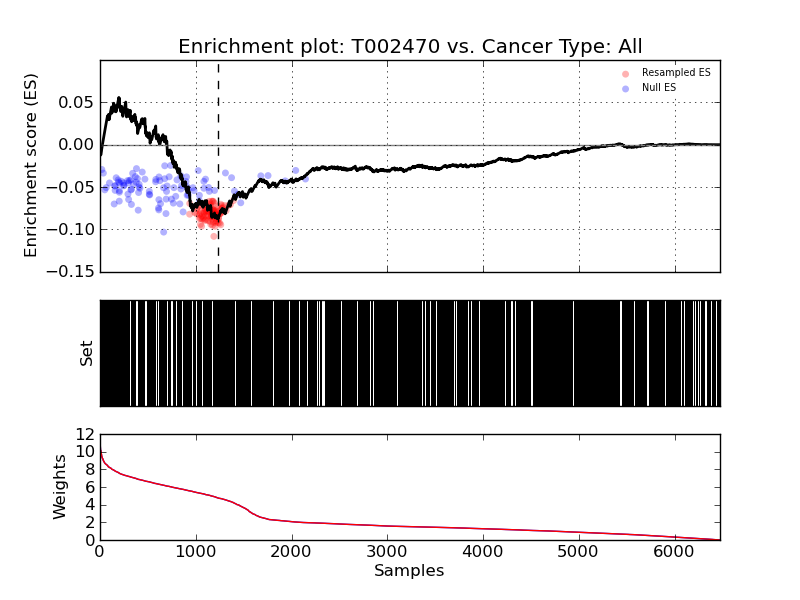 Enrichment plot: T002470 vs. Cancer Type: All
Enrichment score (ES)
0.05
0.00
−0.05
−0.10
−0.15
Resampled ES
Null ES
Set
Weights
12
10
8
6
4
2
0
0 1000 2000 3000 4000 5000 6000
Samples